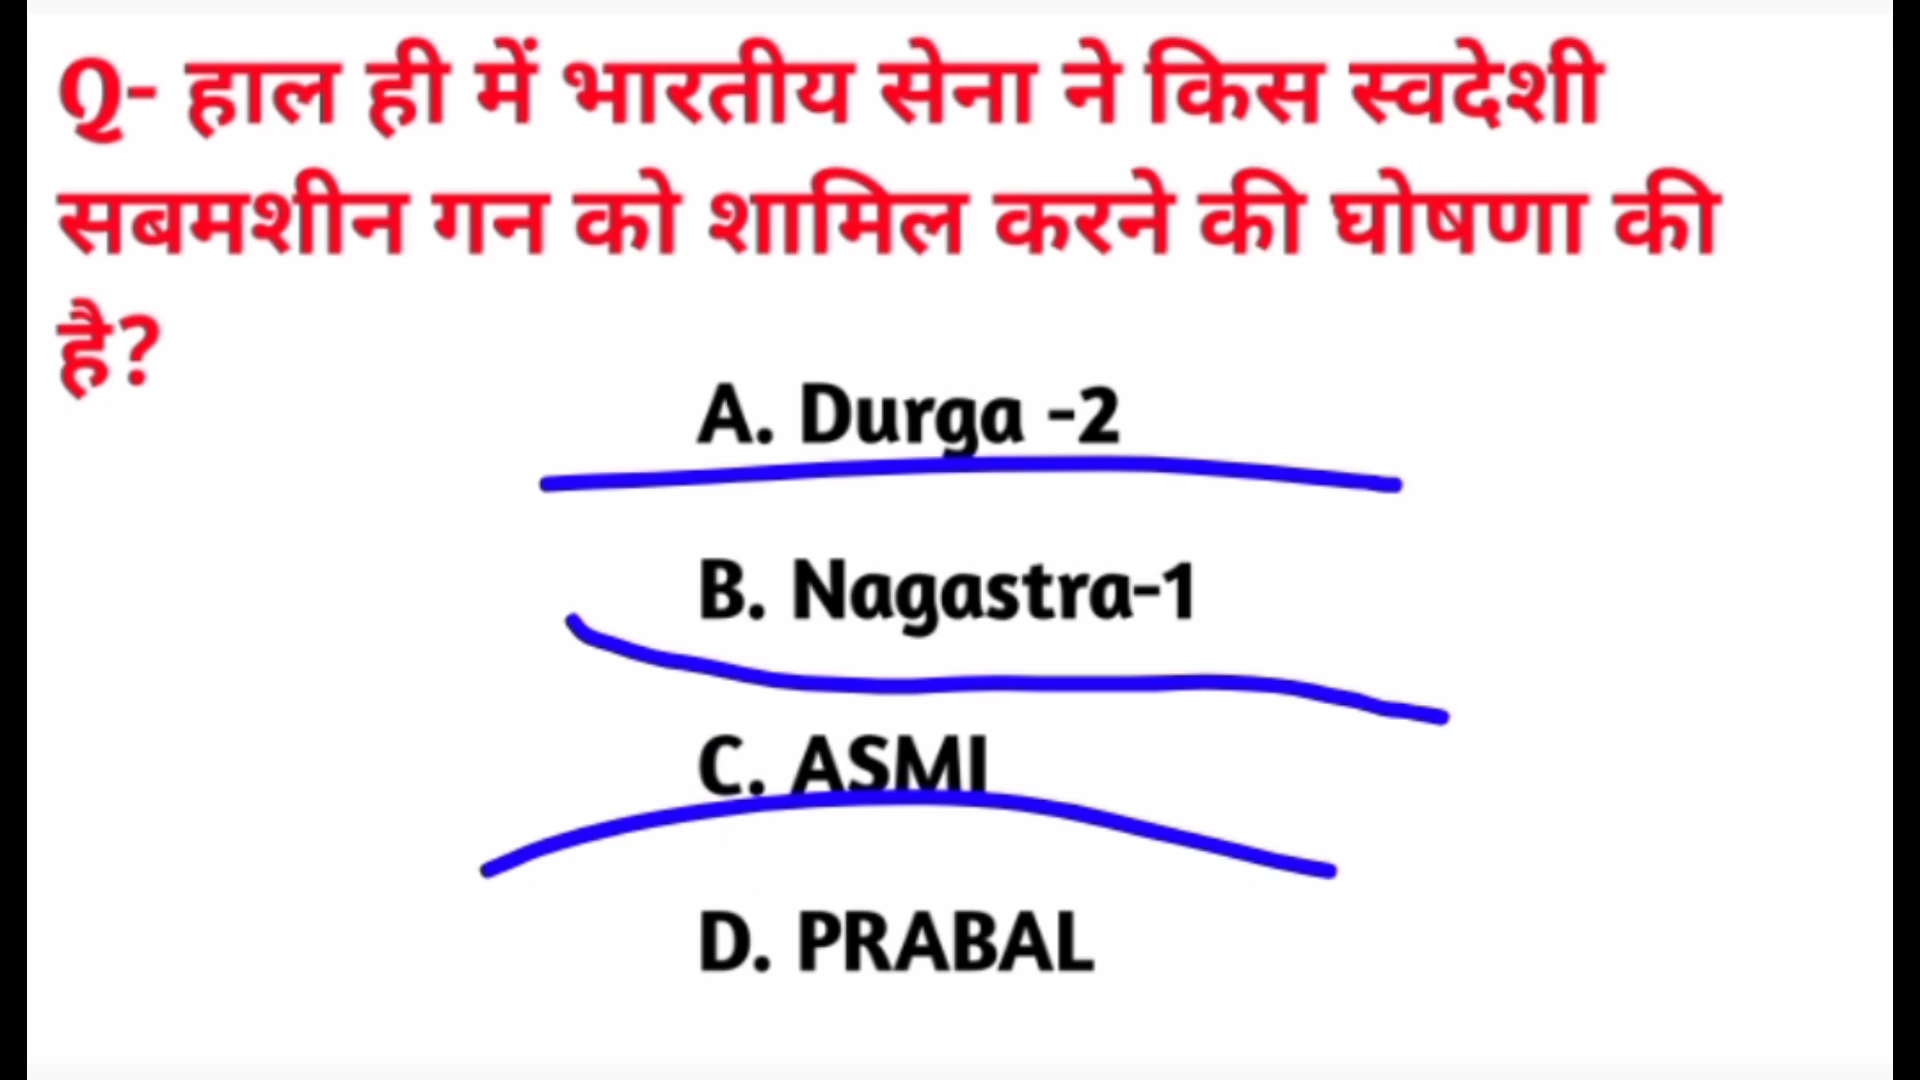 Q- हाल ही में भारतीय सेना ने किस स्वदेशी
सबमशीन गन को शामिल करने की घोषणा की
है?
A. Durga -2
B. Nagastra-1
C. ASMI
D. PRABAL